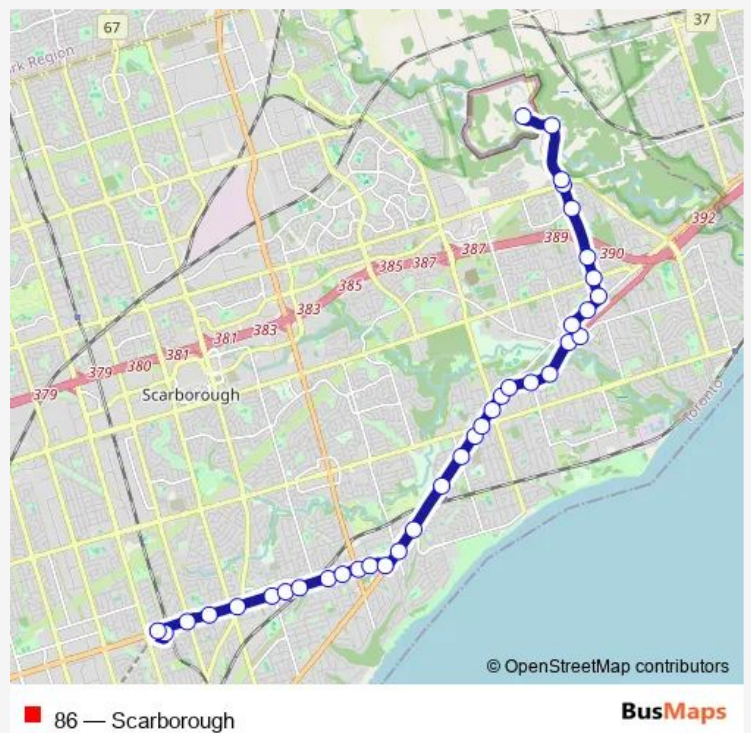 67
37
rk Region
392
389
390
387
387
385
385
383
383
381
381
380
379
379
Scarborough
Toronto
© OpenStreetMap contributors
86 — Scarborough
BusMaps